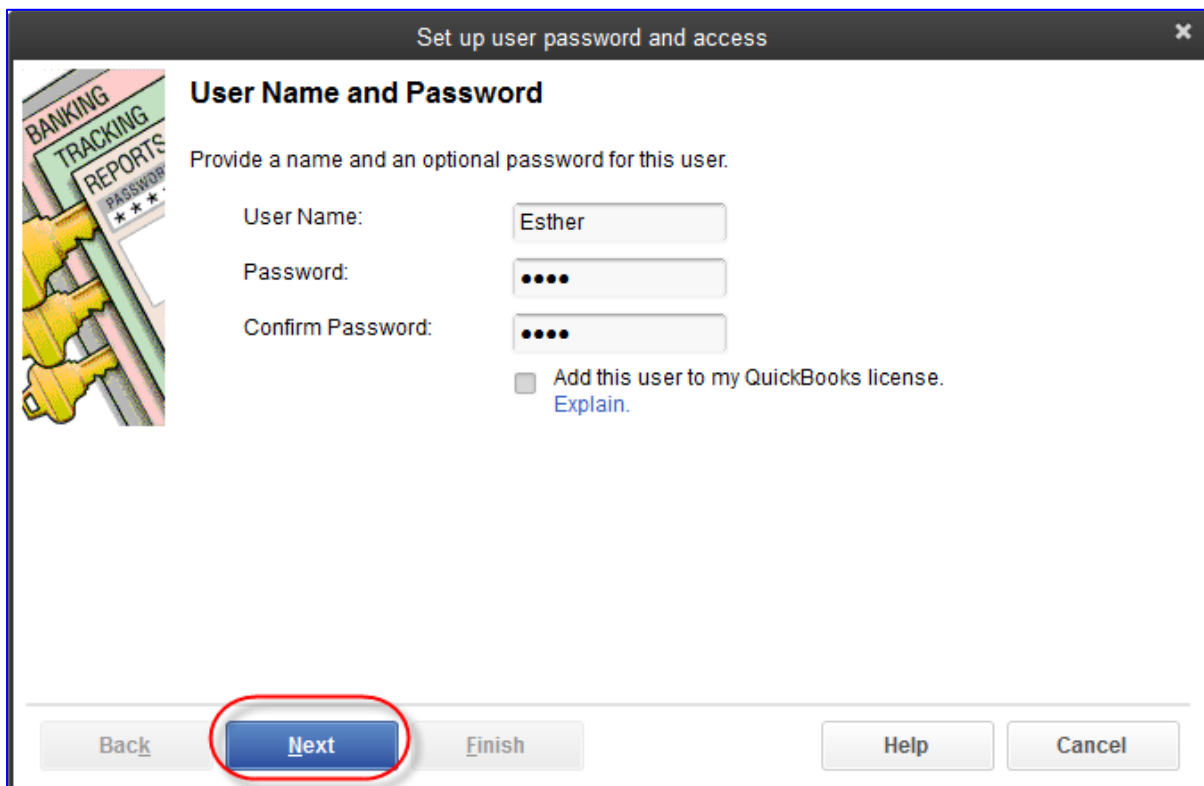 Set up user password and access
BANKING
TRACKING
REPORTS
User Name and Password
Provide a name and an optional password for this user.
User Name:
Esther
Password:
••••
Confirm Password:
••••
Add this user to my QuickBooks license.
Explain.
Back
Next
Finish
Help
Cancel